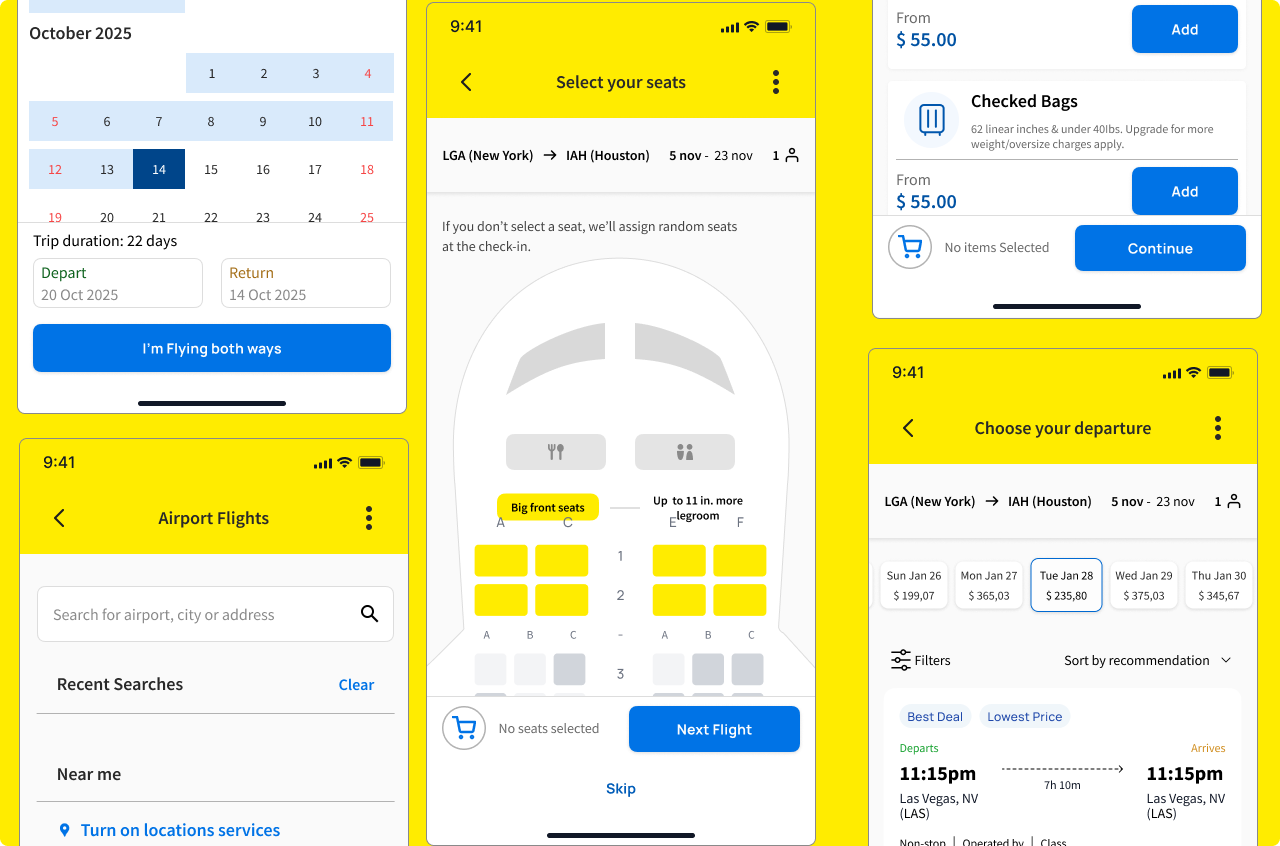 October 2025
1 2 3 4
5 6 7 8 9 10 11
12 13 14 15 16 17 18
19 20 21 22 23 24 25
Trip duration: 22 days
Depart
20 Oct 2025
Return
14 Oct 2025
I'm Flying both ways
9:41
Airport Flights
Search for airport, city or address
Recent Searches
Clear
Near me
Turn on locations services
9:41
Select your seats
LGA (New York) → IAH (Houston) 5 nov - 23 nov 1
If you don't select a seat, we'll assign random seats
at the check-in.
Big front seats
Up to 11 in. more
legroom
A C E F
1
2
A B C - A B C
3
No seats selected
Next Flight
Skip
From
$ 55.00
Add
Checked Bags
62 linear inches & under 40lbs. Upgrade for more
weight/oversize charges apply.
From
$ 55.00
Add
No items Selected
Continue
9:41
Choose your departure
LGA (New York) → IAH (Houston) 5 nov - 23 nov 1
Sun Jan 26
$ 199,07
Mon Jan 27
$ 365,03
Tue Jan 28
$ 235,80
Wed Jan 29
$ 375,03
Thu Jan 30
$ 345,67
Filters
Sort by recommendation
Best Deal
Lowest Price
Departs
Arrives
11:15pm
11:15pm
7h 10m
Las Vegas, NV
(LAS)
Las Vegas, NV
(LAS)
Non-stop | Operated by | Class